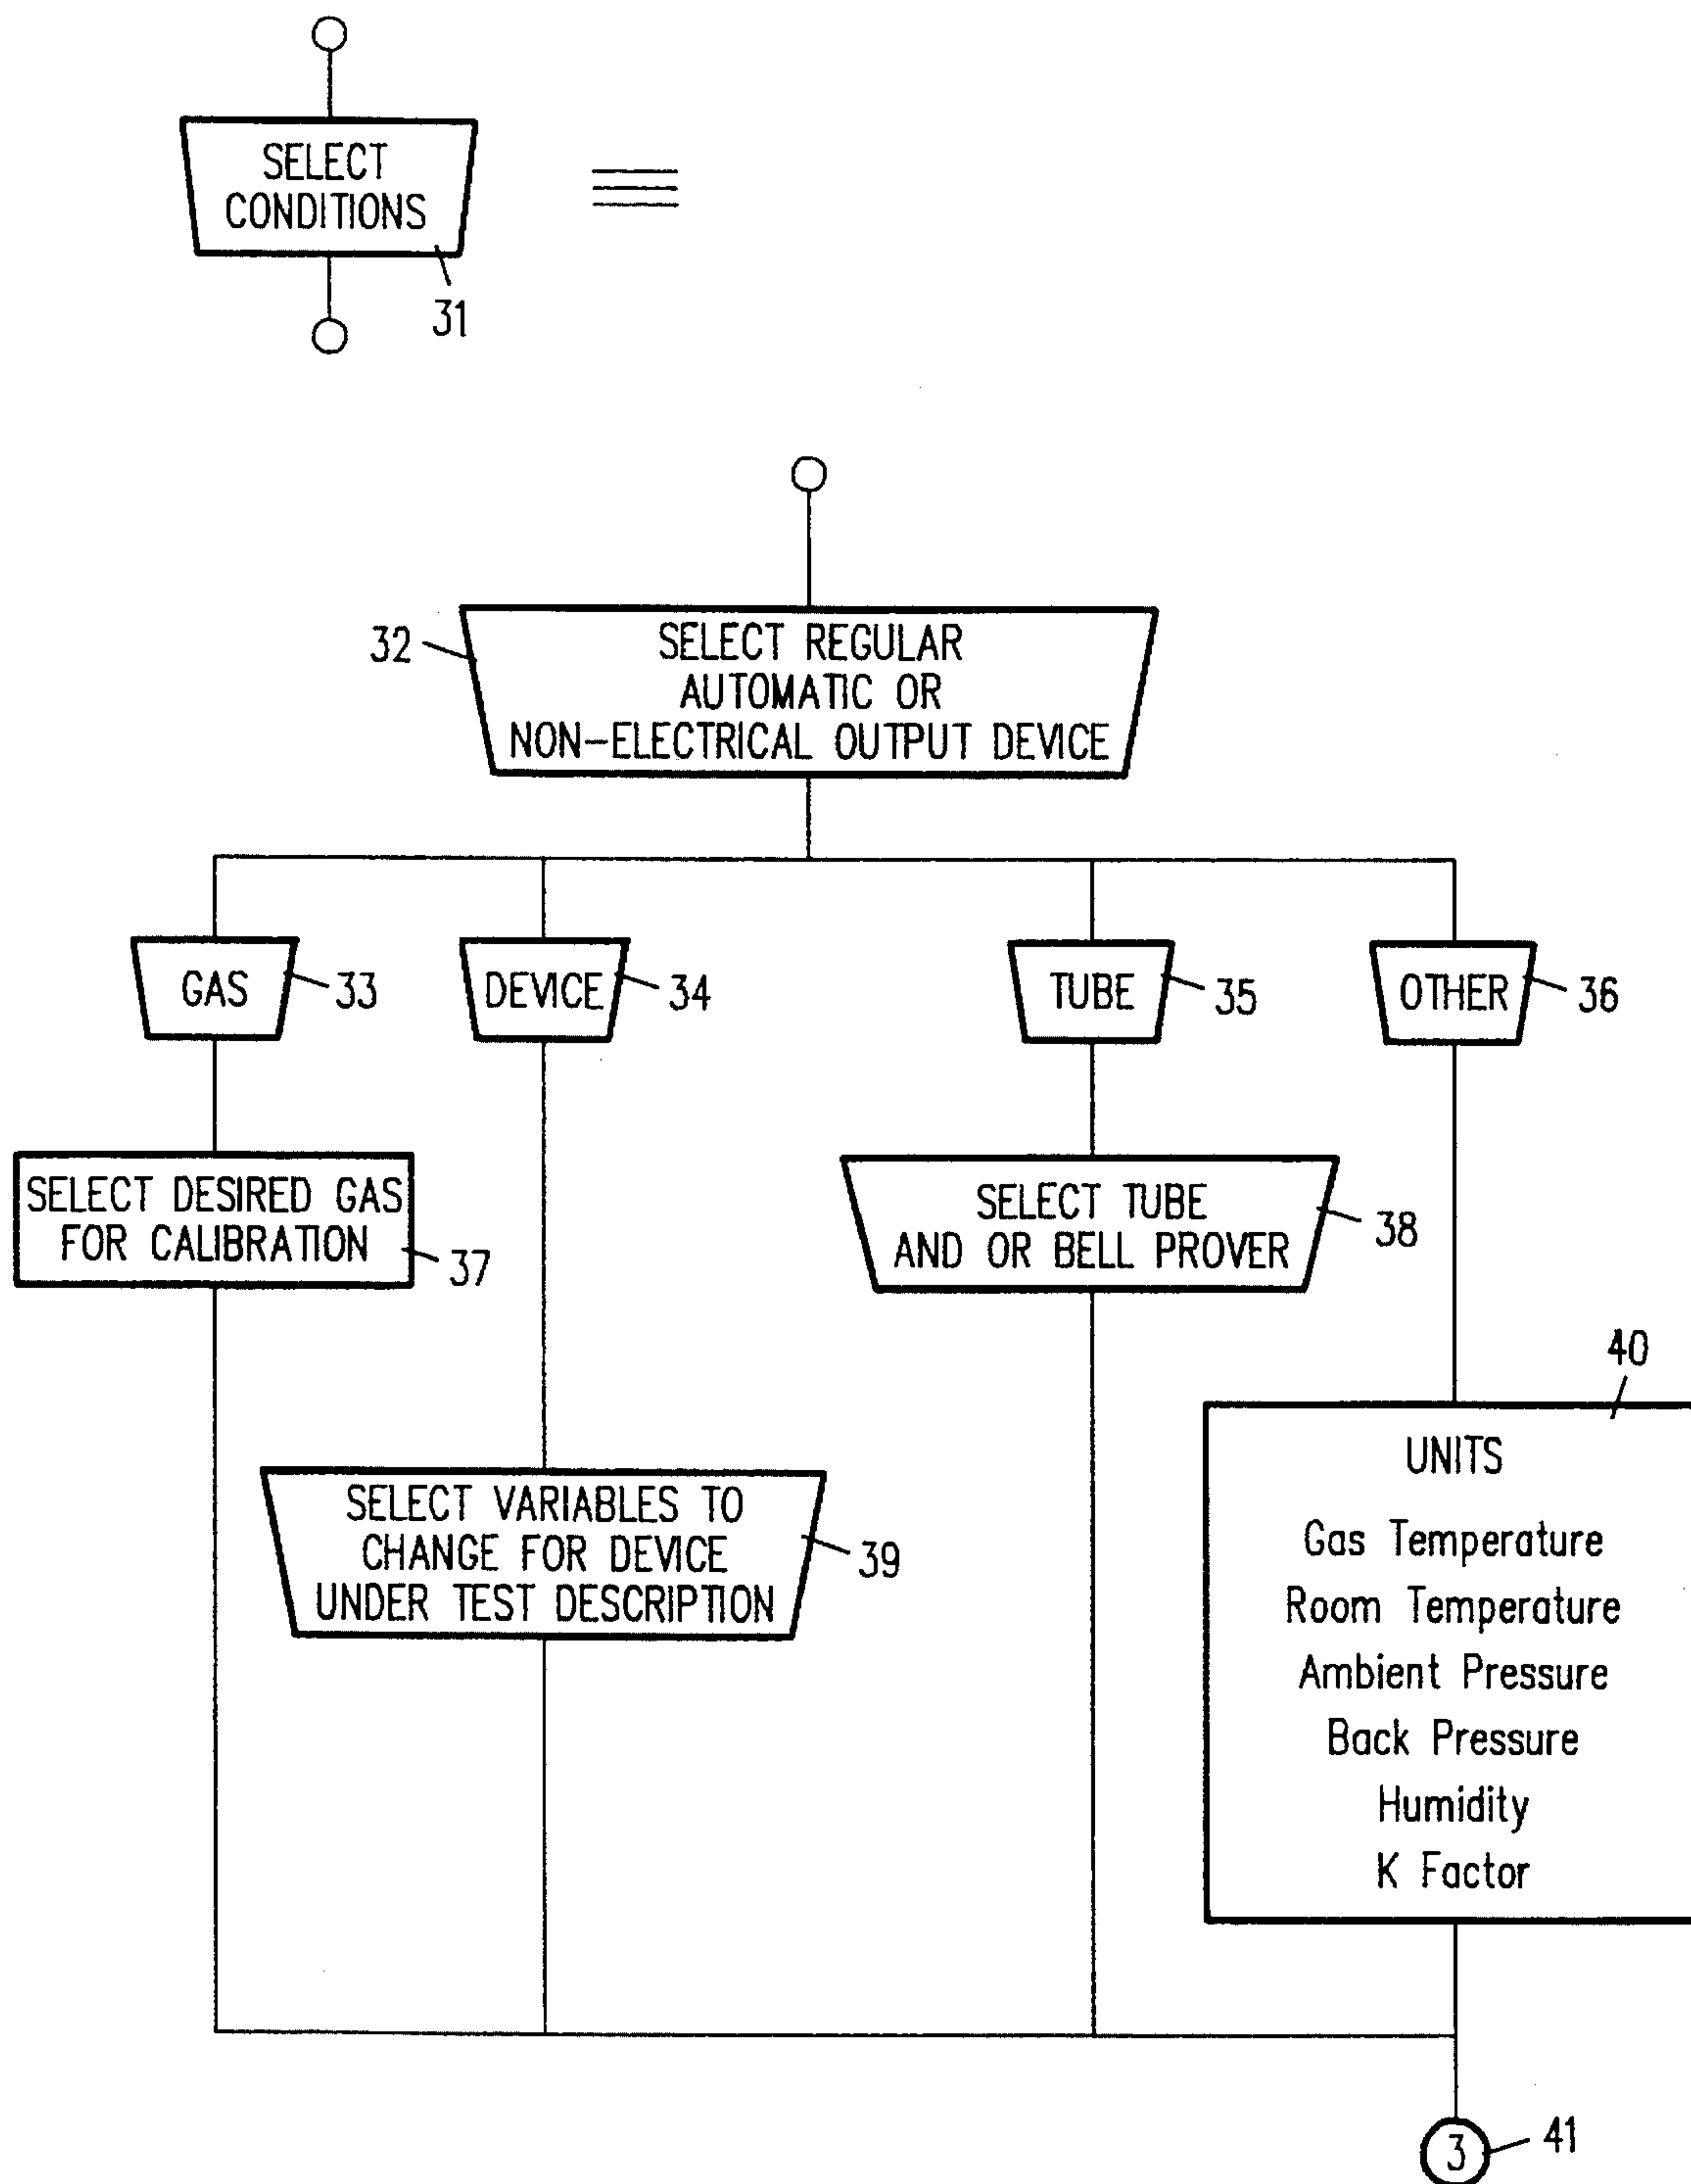 SELECT
CONDITIONS
31
32
SELECT REGULAR
AUTOMATIC OR
NON-ELECTRICAL OUTPUT DEVICE
GAS
33
DEVICE
34
TUBE
35
OTHER
36
SELECT DESIRED GAS
FOR CALIBRATION
37
SELECT TUBE
AND OR BELL PROVER
38
SELECT VARIABLES TO
CHANGE FOR DEVICE
UNDER TEST DESCRIPTION
39
40
UNITS
Gas Temperature
Room Temperature
Ambient Pressure
Back Pressure
Humidity
K Factor
3
41